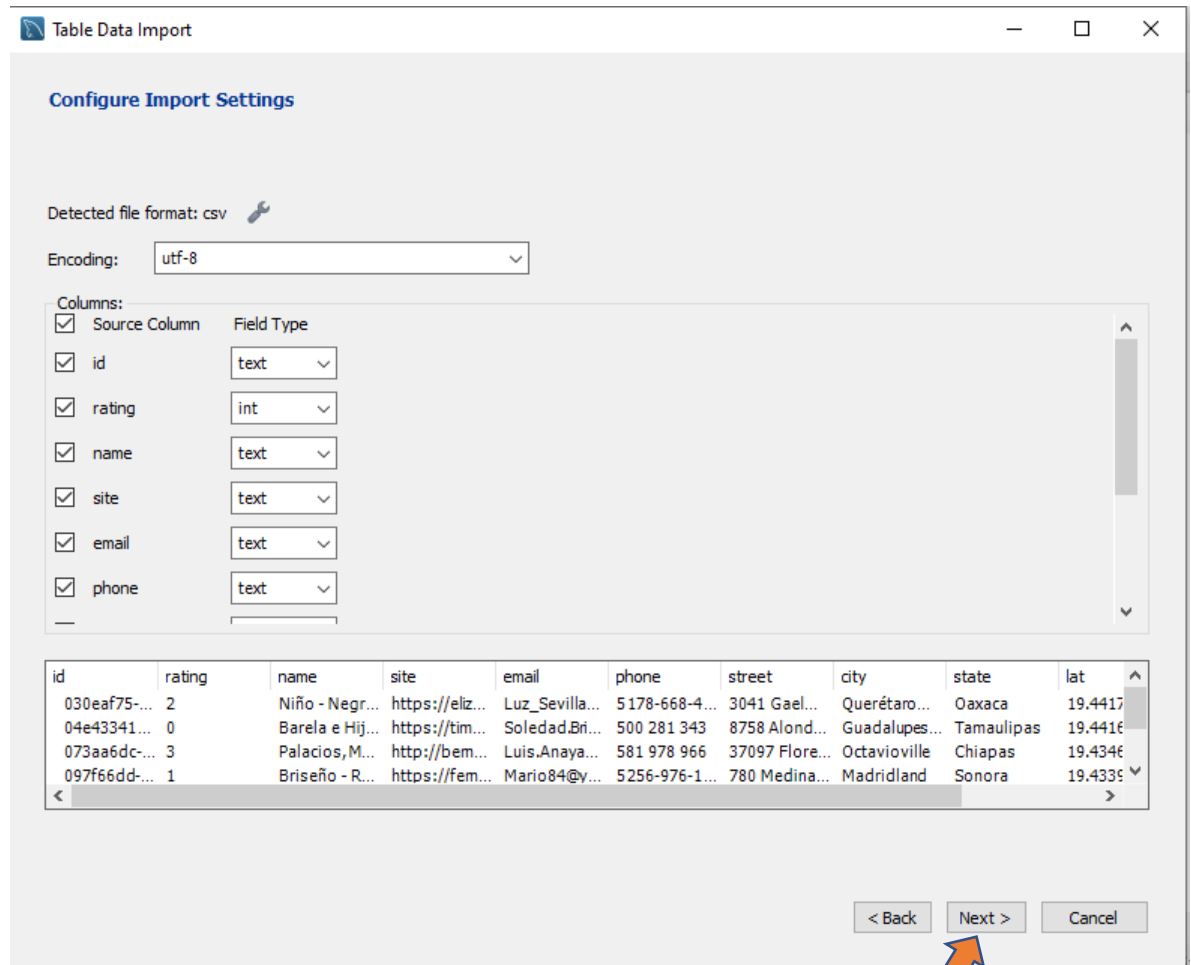 Table Data Import
Configure Import Settings
Detected file format: csv
Encoding: utf-8
Columns:
Source Column Field Type
id text
rating int
name text
site text
email text
phone text
id rating name site email phone street city state lat
030eaf75-... 2 Niño - Negr... https://eliz... Luz_Sevilla... 5178-668-4... 3041 Gael... Querétaro... Oaxaca 19.4417
04e43341... 0 Barela e Hij... https://tim... Soledad.Bri... 500 281 343 8758 Alond... Guadalupes... Tamaulipas 19.4416
073aa6dc-... 3 Palacios, M... http://bem... Luis.Anaya... 581 978 966 37097 Flore... Octavioville Chiapas 19.4346
097f66dd-... 1 Briseño - R... https://fem... Mario84@y... 5256-976-1... 780 Medina... Madridland Sonora 19.4339
< Back Next > Cancel